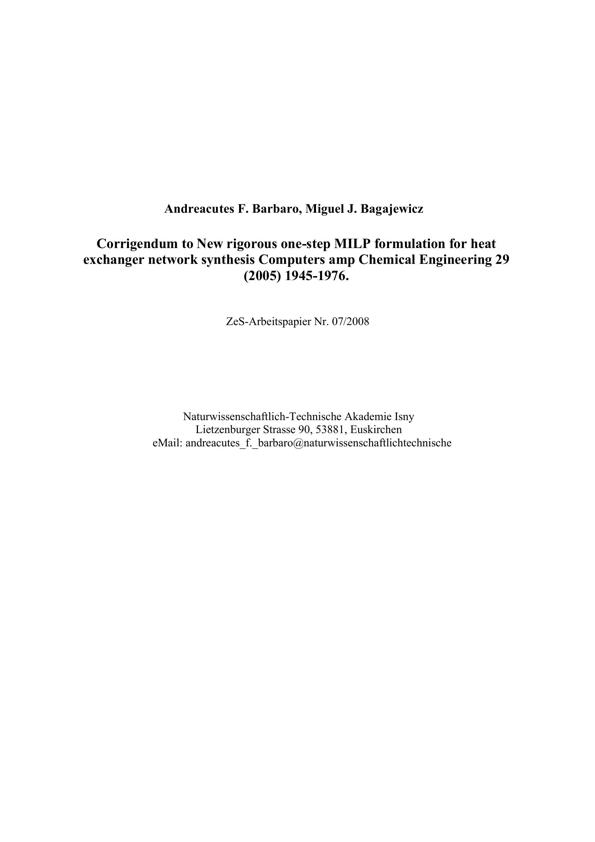 Andreacutes F. Barbaro, Miguel J. Bagajewicz
Corrigendum to New rigorous one-step MILP formulation for heat
exchanger network synthesis Computers amp Chemical Engineering 29
(2005) 1945-1976.
ZeS-Arbeitspapier Nr. 07/2008
Naturwissenschaftlich-Technische Akademie Isny
Lietzenburger Strasse 90, 53881, Euskirchen
eMail: andreacutes_f._barbaro@naturwissenschaftlichtechnische